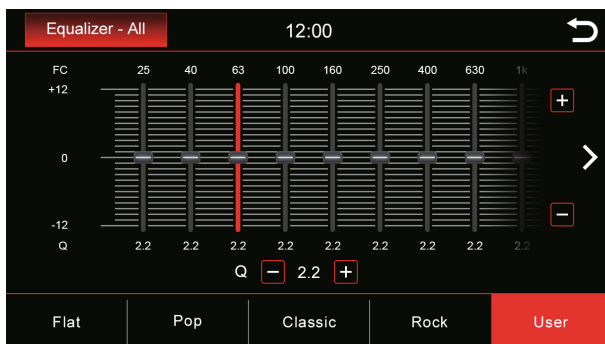 Equalizer - All 12:00
FC 25 40 63 100 160 250 400 630 1k
+12
0
-12
Q 2.2 2.2 2.2 2.2 2.2 2.2 2.2 2.2 2.2
Q − 2.2 +
Flat Pop Classic Rock User